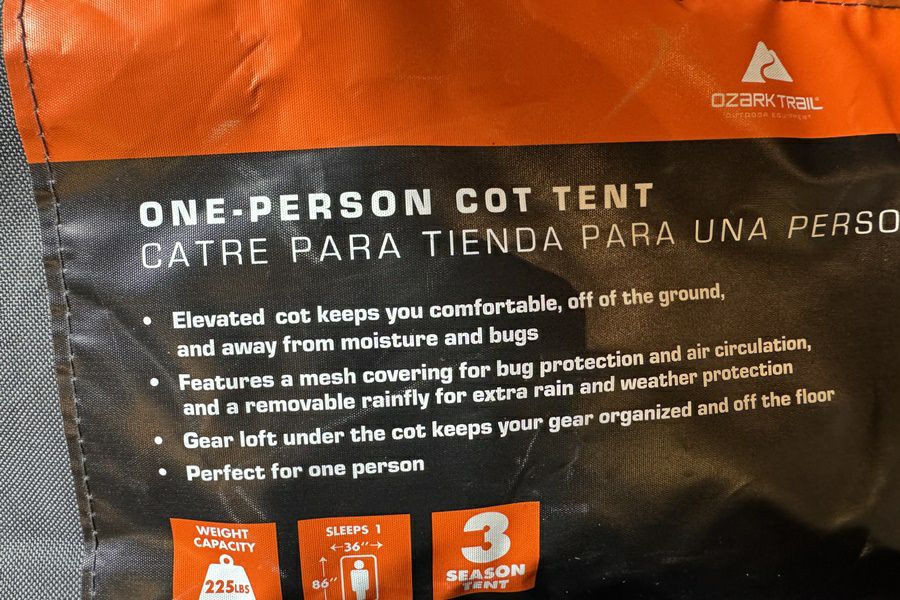 OZARK TRAIL
OUTDOOR EQUIPMENT
ONE-PERSON COT TENT
CATRE PARA TIENDA PARA UNA PERSO
• Elevated cot keeps you comfortable, off of the ground,
and away from moisture and bugs
• Features a mesh covering for bug protection and air circulation,
and a removable rainfly for extra rain and weather protection
• Gear loft under the cot keeps your gear organized and off the floor
• Perfect for one person
WEIGHT
CAPACITY
225LBS
SLEEPS 1
36"
86"
3
SEASON
TENT